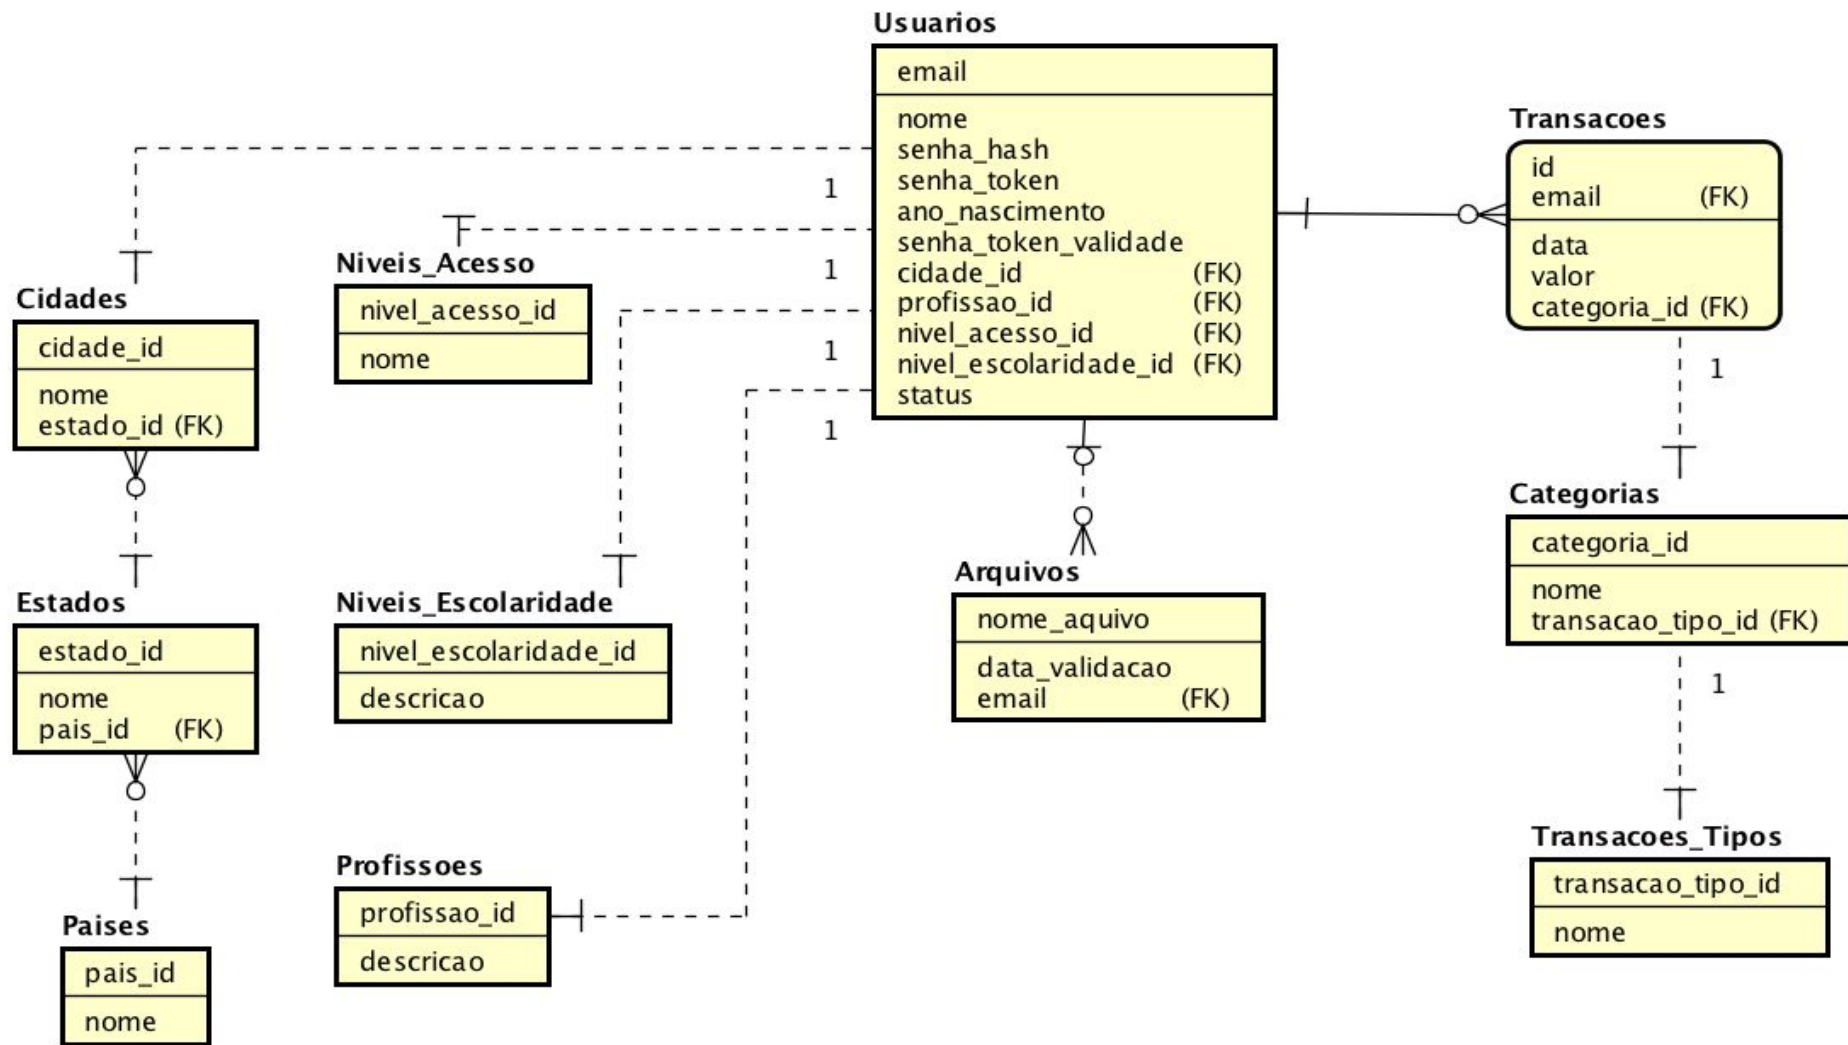 Usuarios
email
nome
senha_hash
senha_token
ano_nascimento
senha_token_validade
cidade_id (FK)
profissao_id (FK)
nivel_acesso_id (FK)
nivel_escolaridade_id (FK)
status
Transacoes
id
email (FK)
data
valor
categoria_id (FK)
1
1
1
1
1
Niveis_Acesso
nivel_acesso_id
nome
Cidades
cidade_id
nome
estado_id (FK)
Categorias
categoria_id
nome
transacao_tipo_id (FK)
1
Arquivos
nome_aquivo
data_validacao
email (FK)
Estados
estado_id
nome
pais_id (FK)
Niveis_Escolaridade
nivel_escolaridade_id
descricao
Transacoes_Tipos
transacao_tipo_id
nome
Profissoes
profissao_id
descricao
Paises
pais_id
nome